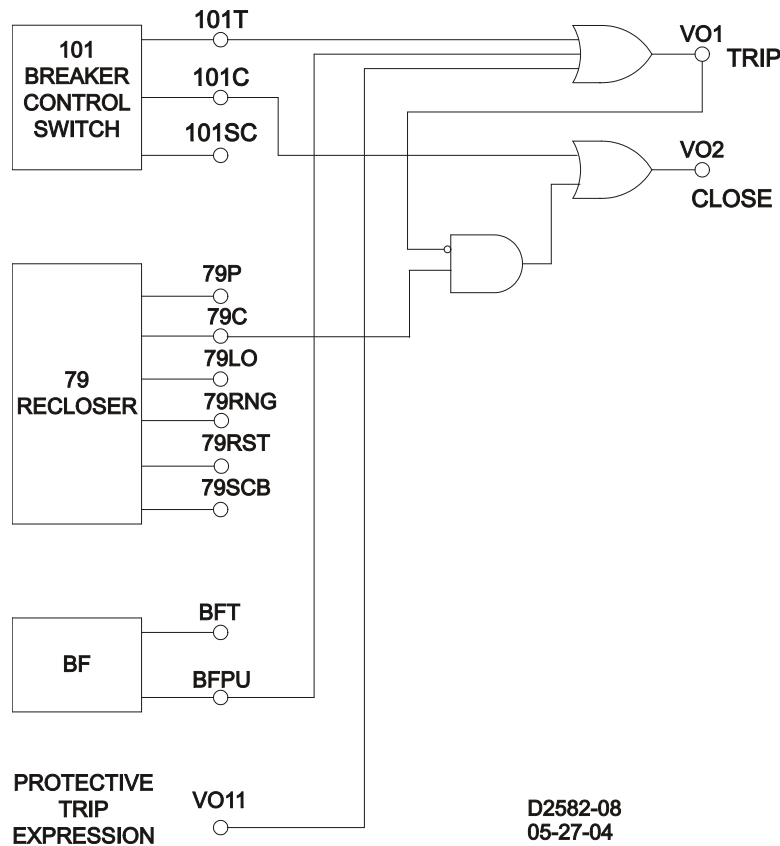 101
BREAKER
CONTROL
SWITCH
101T
101C
101SC
VO1
TRIP
VO2
CLOSE
79
RECLOSER
79P
79C
79LO
79RNG
79RST
79SCB
BF
BFT
BFPU
PROTECTIVE
TRIP
EXPRESSION
VO11
D2582-08
05-27-04